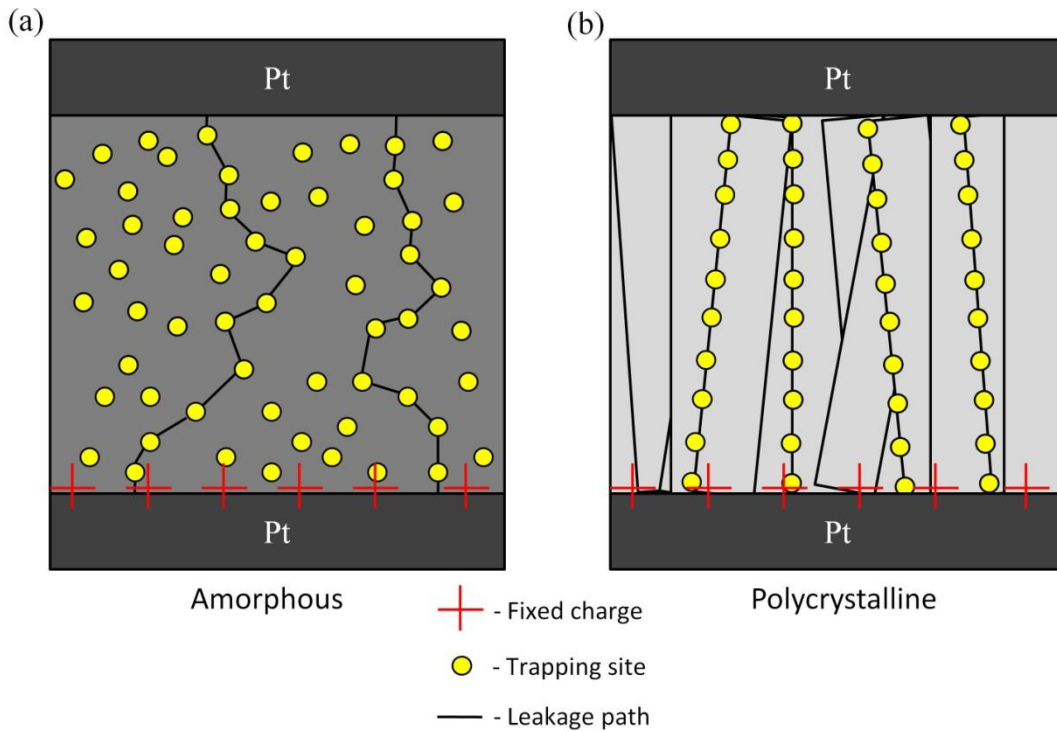 (a)
(b)
Pt
Pt
Pt
Pt
Amorphous
Polycrystalline
- Fixed charge
- Trapping site
- Leakage path